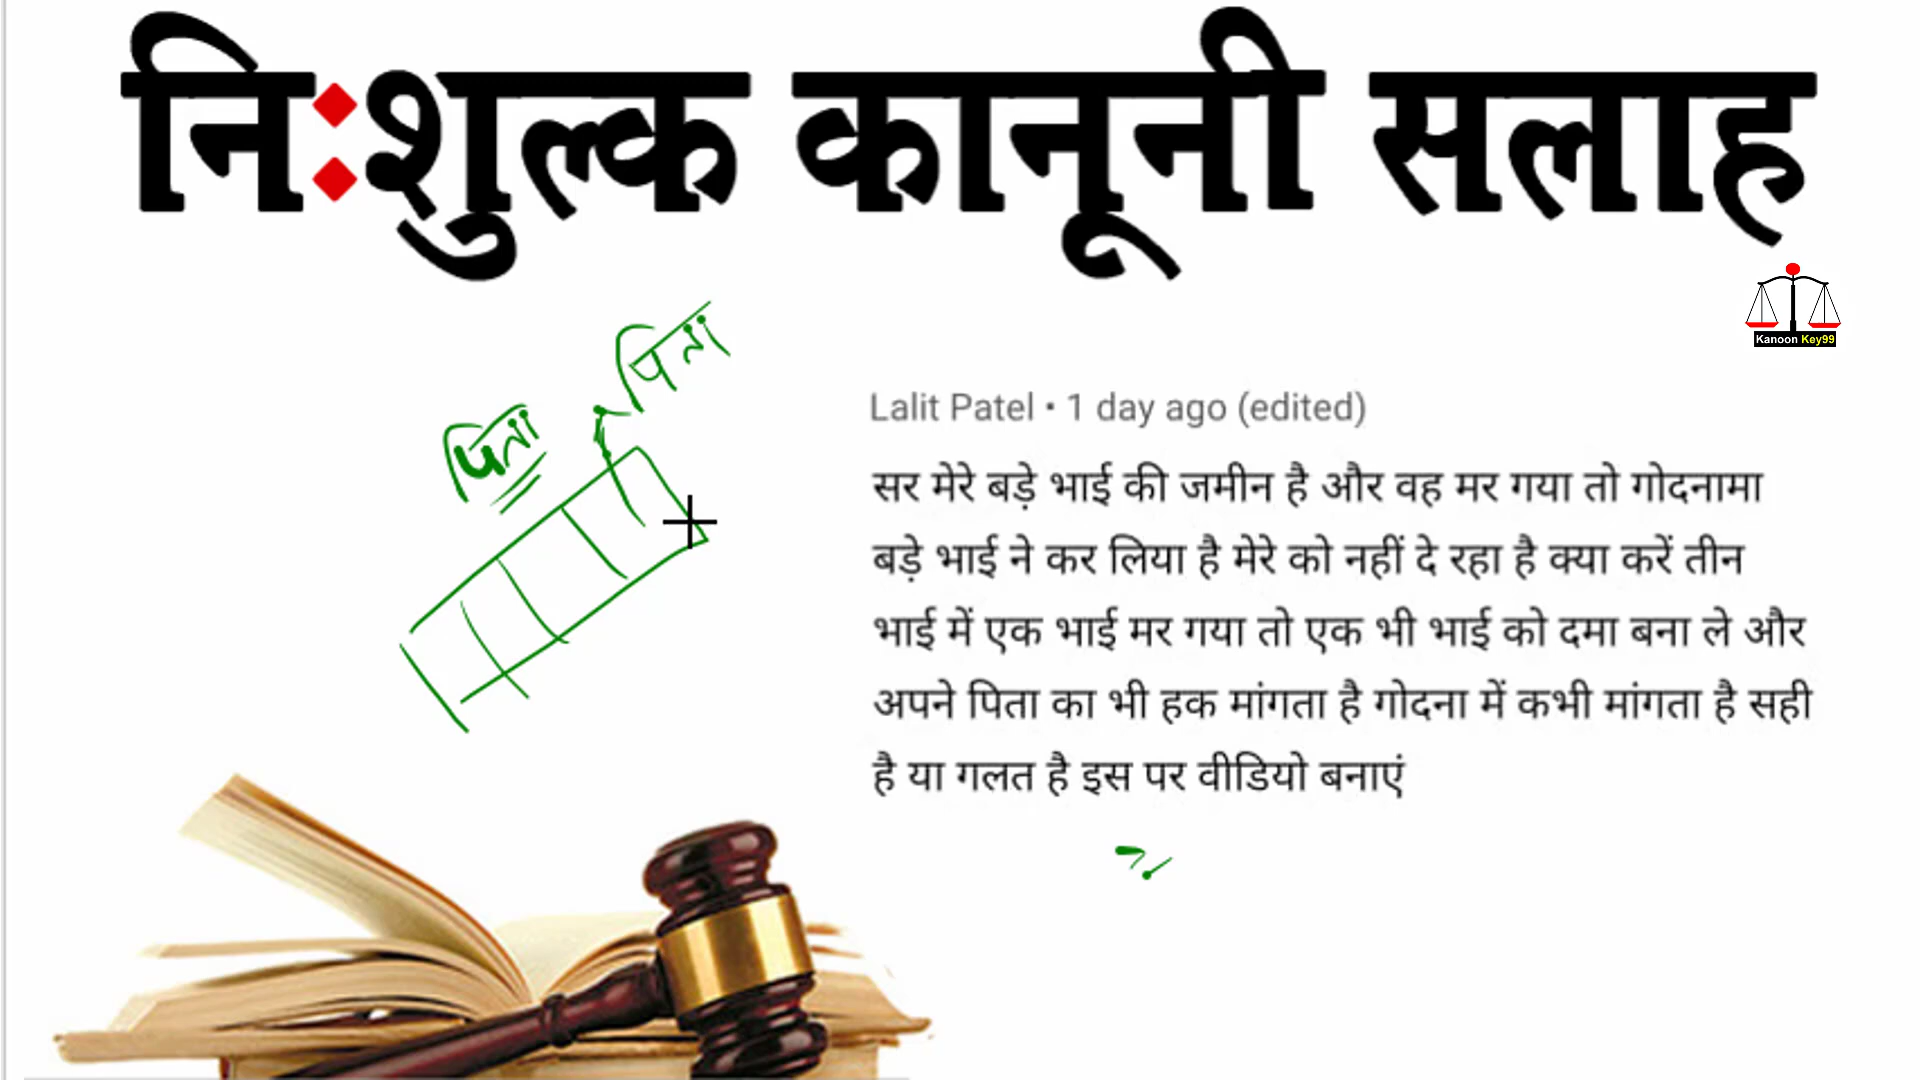 निःशुल्क कानूनी सलाह
Kanoon Key99
पिता
पिता
Lalit Patel • 1 day ago (edited)
सर मेरे बड़े भाई की जमीन है और वह मर गया तो गोदनामा
बड़े भाई ने कर लिया है मेरे को नहीं दे रहा है क्या करें तीन
भाई में एक भाई मर गया तो एक भी भाई को दमा बना ले और
अपने पिता का भी हक मांगता है गोदना में कभी मांगता है सही
है या गलत है इस पर वीडियो बनाएं